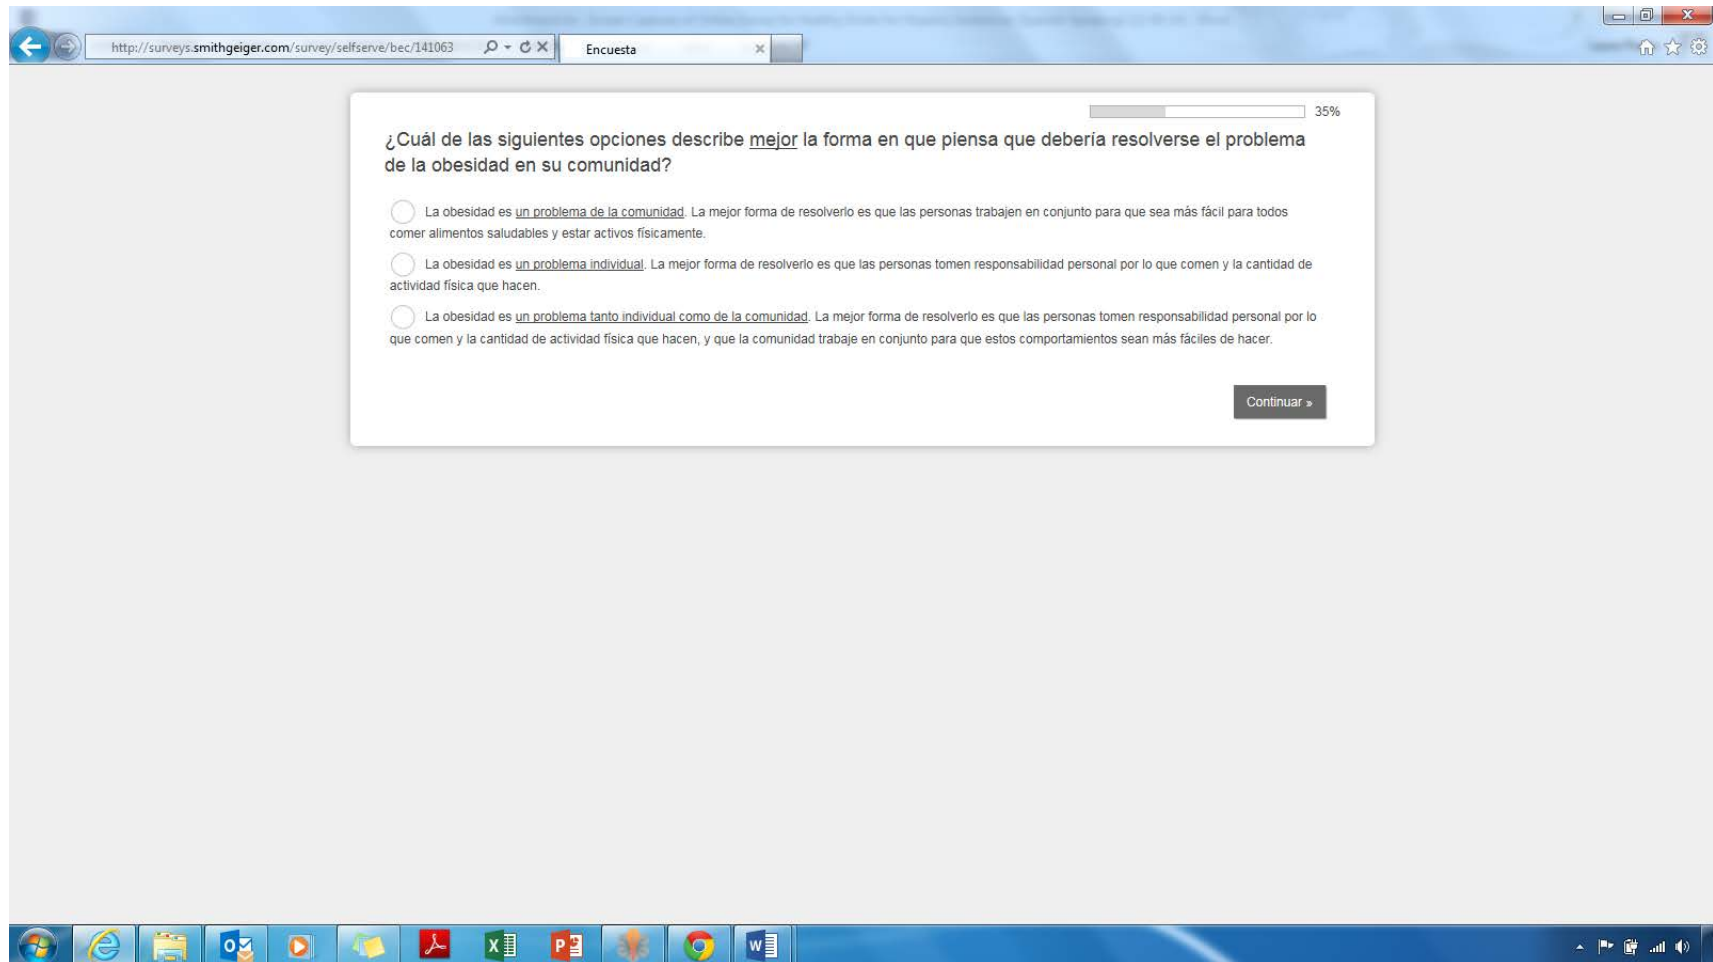 http://surveys.smithgeiger.com/survey/selfserve/bec/141063
Encuesta
35%
¿Cuál de las siguientes opciones describe mejor la forma en que piensa que debería resolverse el problema
de la obesidad en su comunidad?
La obesidad es un problema de la comunidad. La mejor forma de resolverlo es que las personas trabajen en conjunto para que sea más fácil para todos
comer alimentos saludables y estar activos físicamente.
La obesidad es un problema individual. La mejor forma de resolverlo es que las personas tomen responsabilidad personal por lo que comen y la cantidad de
actividad física que hacen.
La obesidad es un problema tanto individual como de la comunidad. La mejor forma de resolverlo es que las personas tomen responsabilidad personal por lo
que comen y la cantidad de actividad física que hacen, y que la comunidad trabaje en conjunto para que estos comportamientos sean más fáciles de hacer.
Continuar »